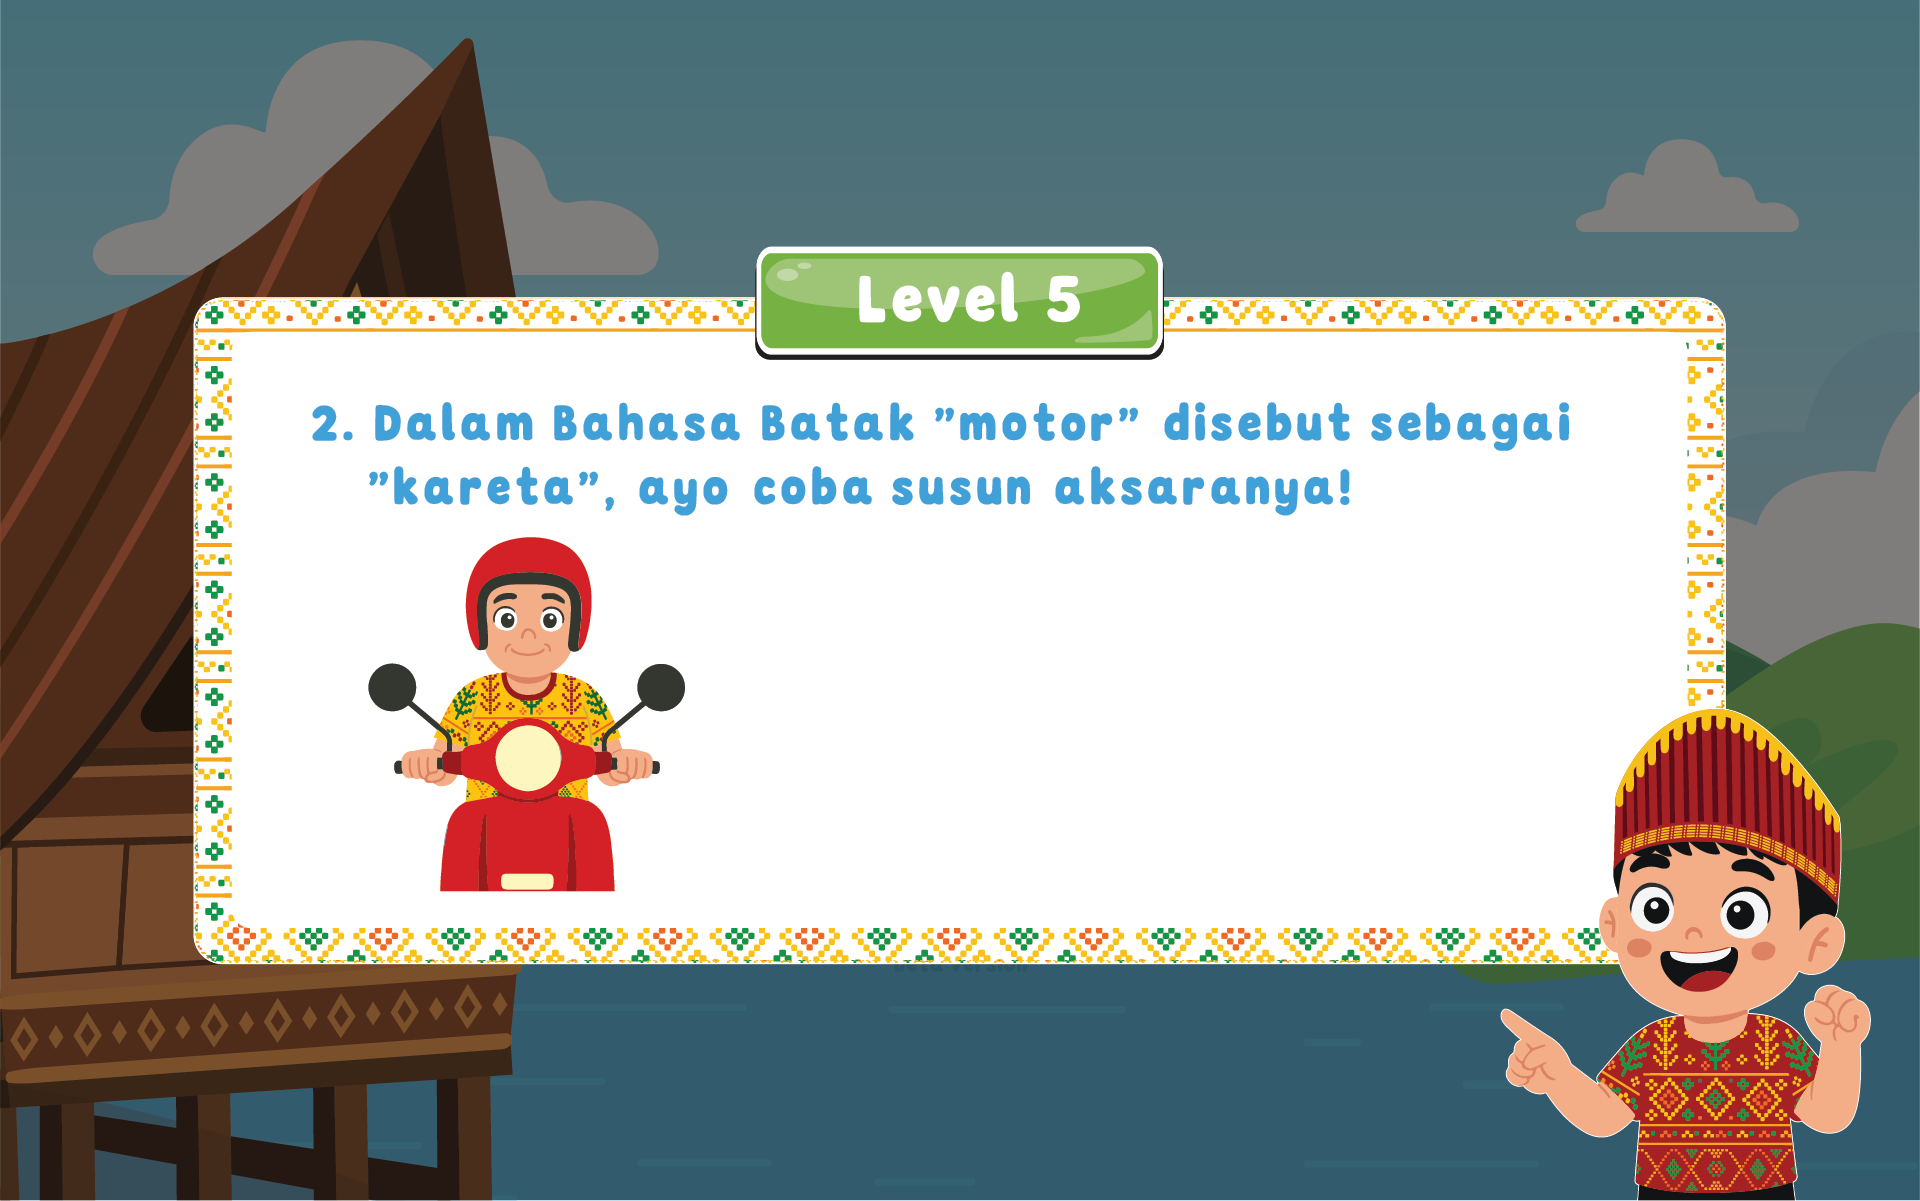 Level 5
2. Dalam Bahasa Batak ”motor” disebut sebagai
”kareta”, ayo coba susun aksaranya!